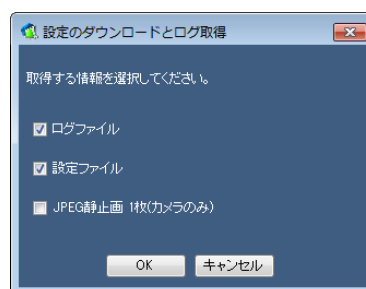 設定のダウンロードとログ取得
取得する情報を選択してください。
ログファイル
設定ファイル
JPEG静止画 1枚(カメラのみ)
OK キャンセル